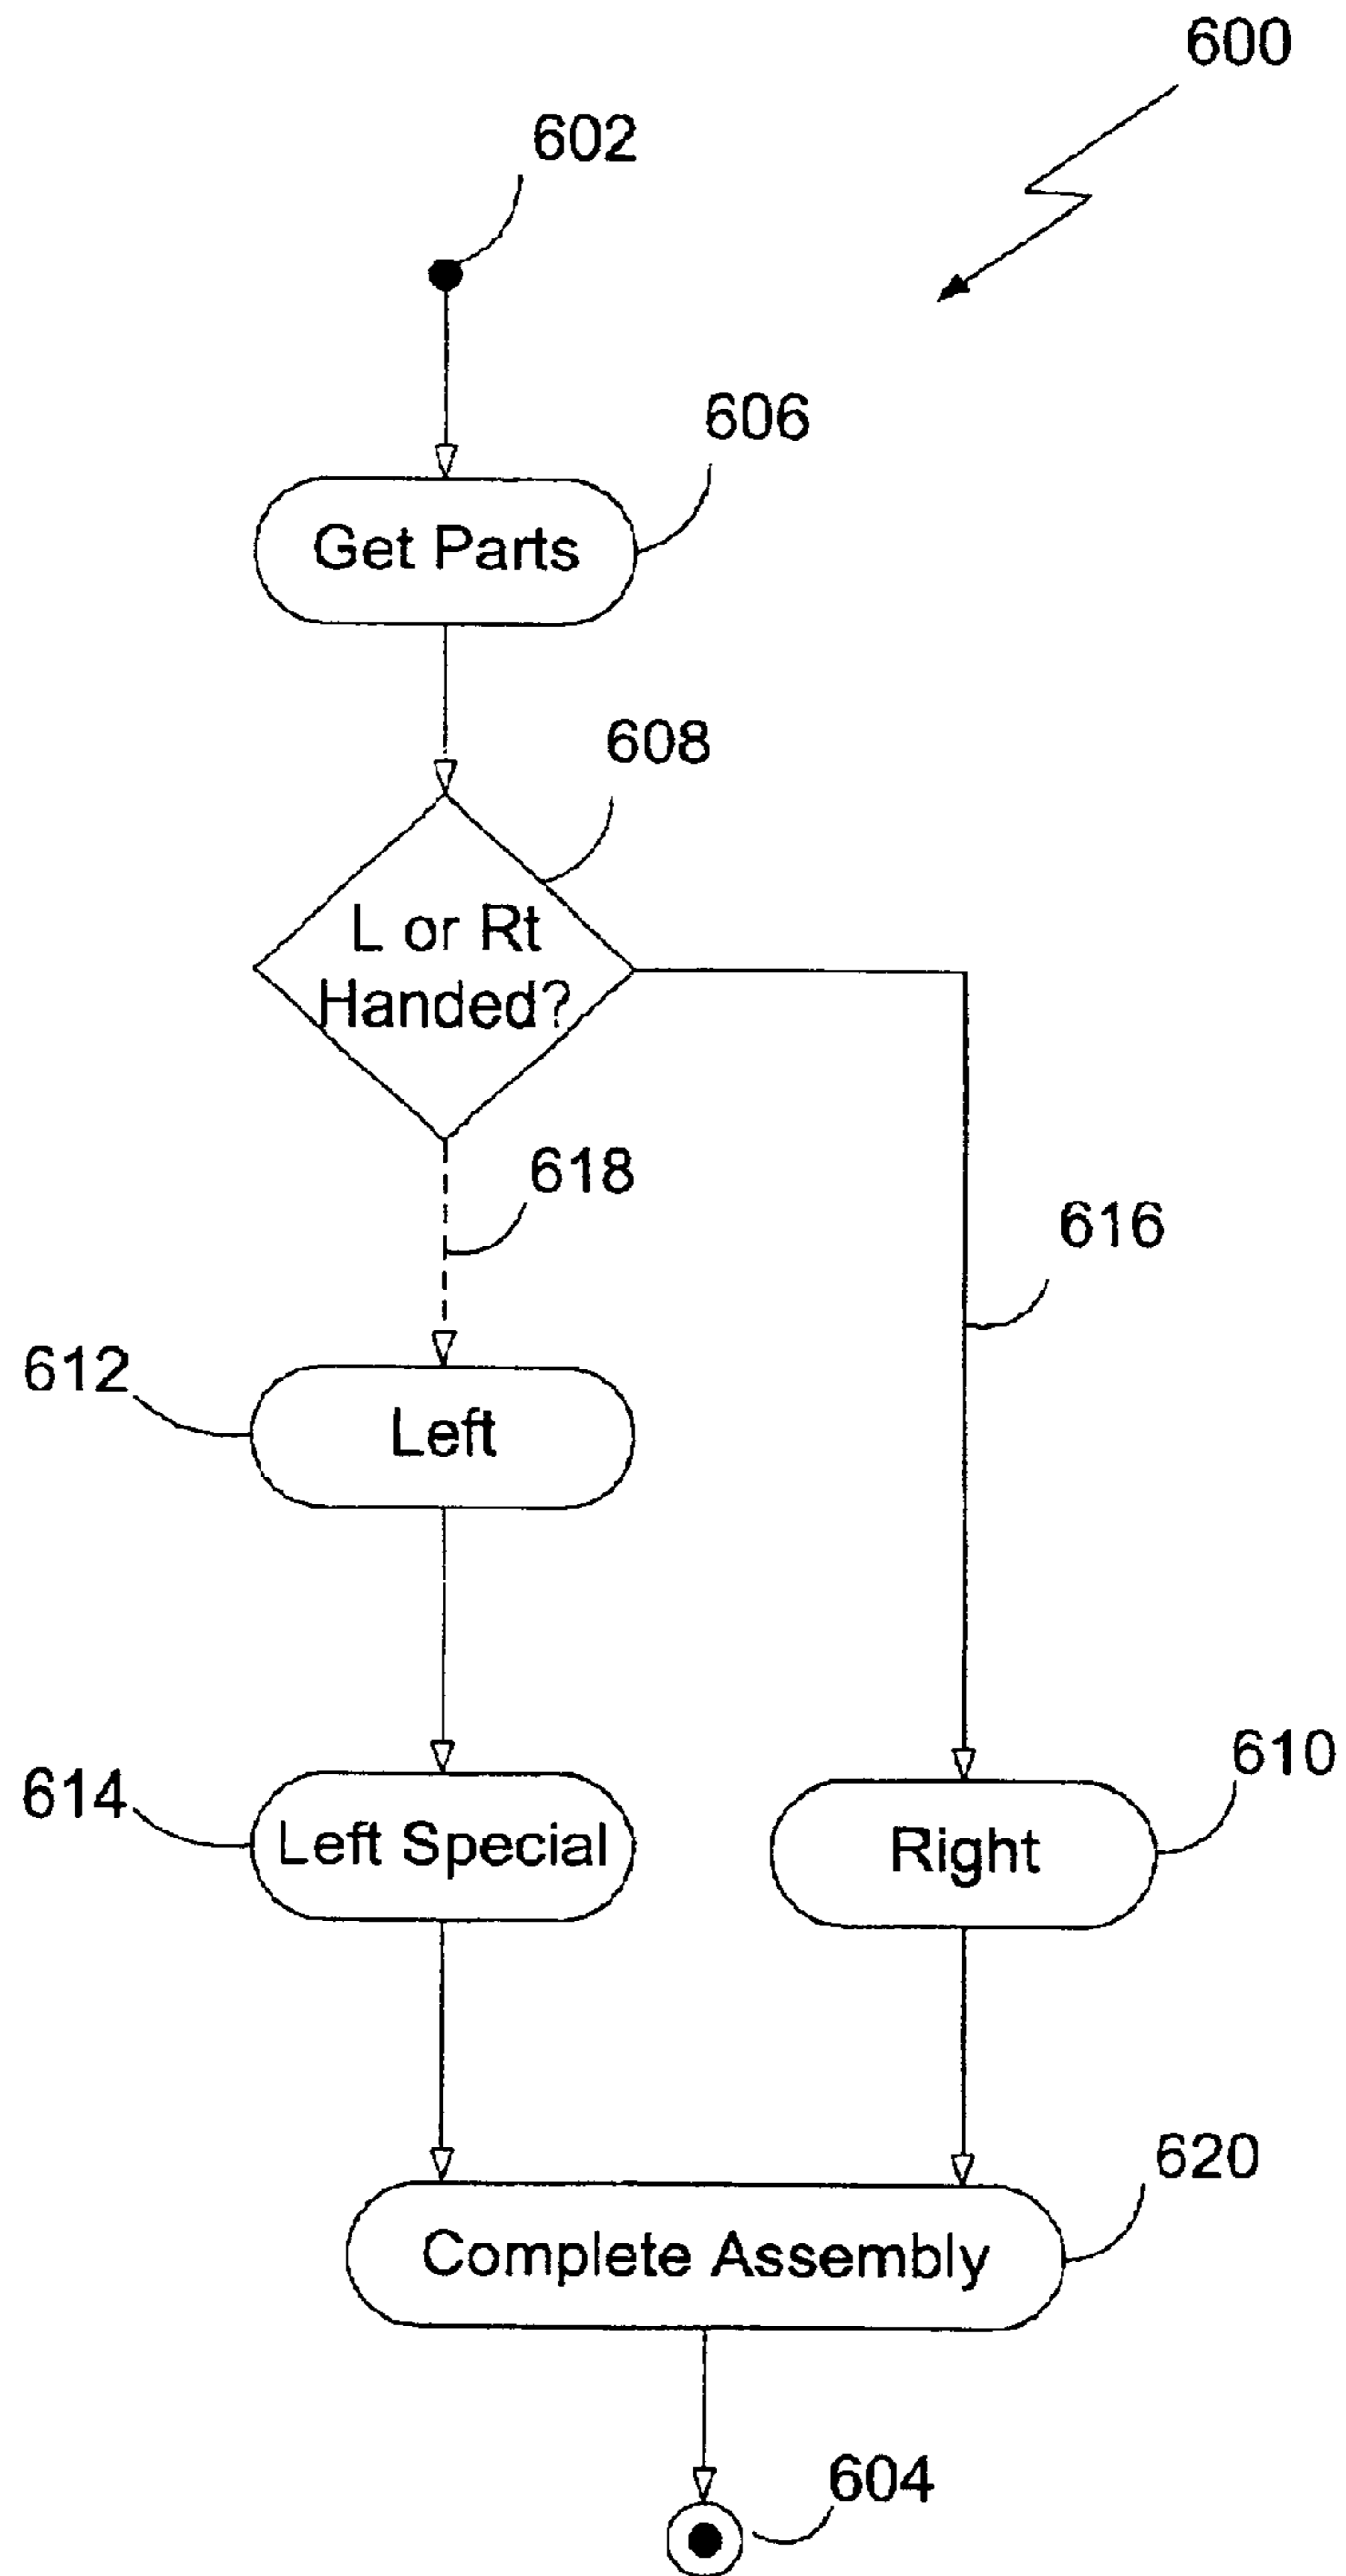 600
602
606
Get Parts
608
L or Rt
Handed?
618
616
612
Left
610
614
Left Special
Right
620
Complete Assembly
604